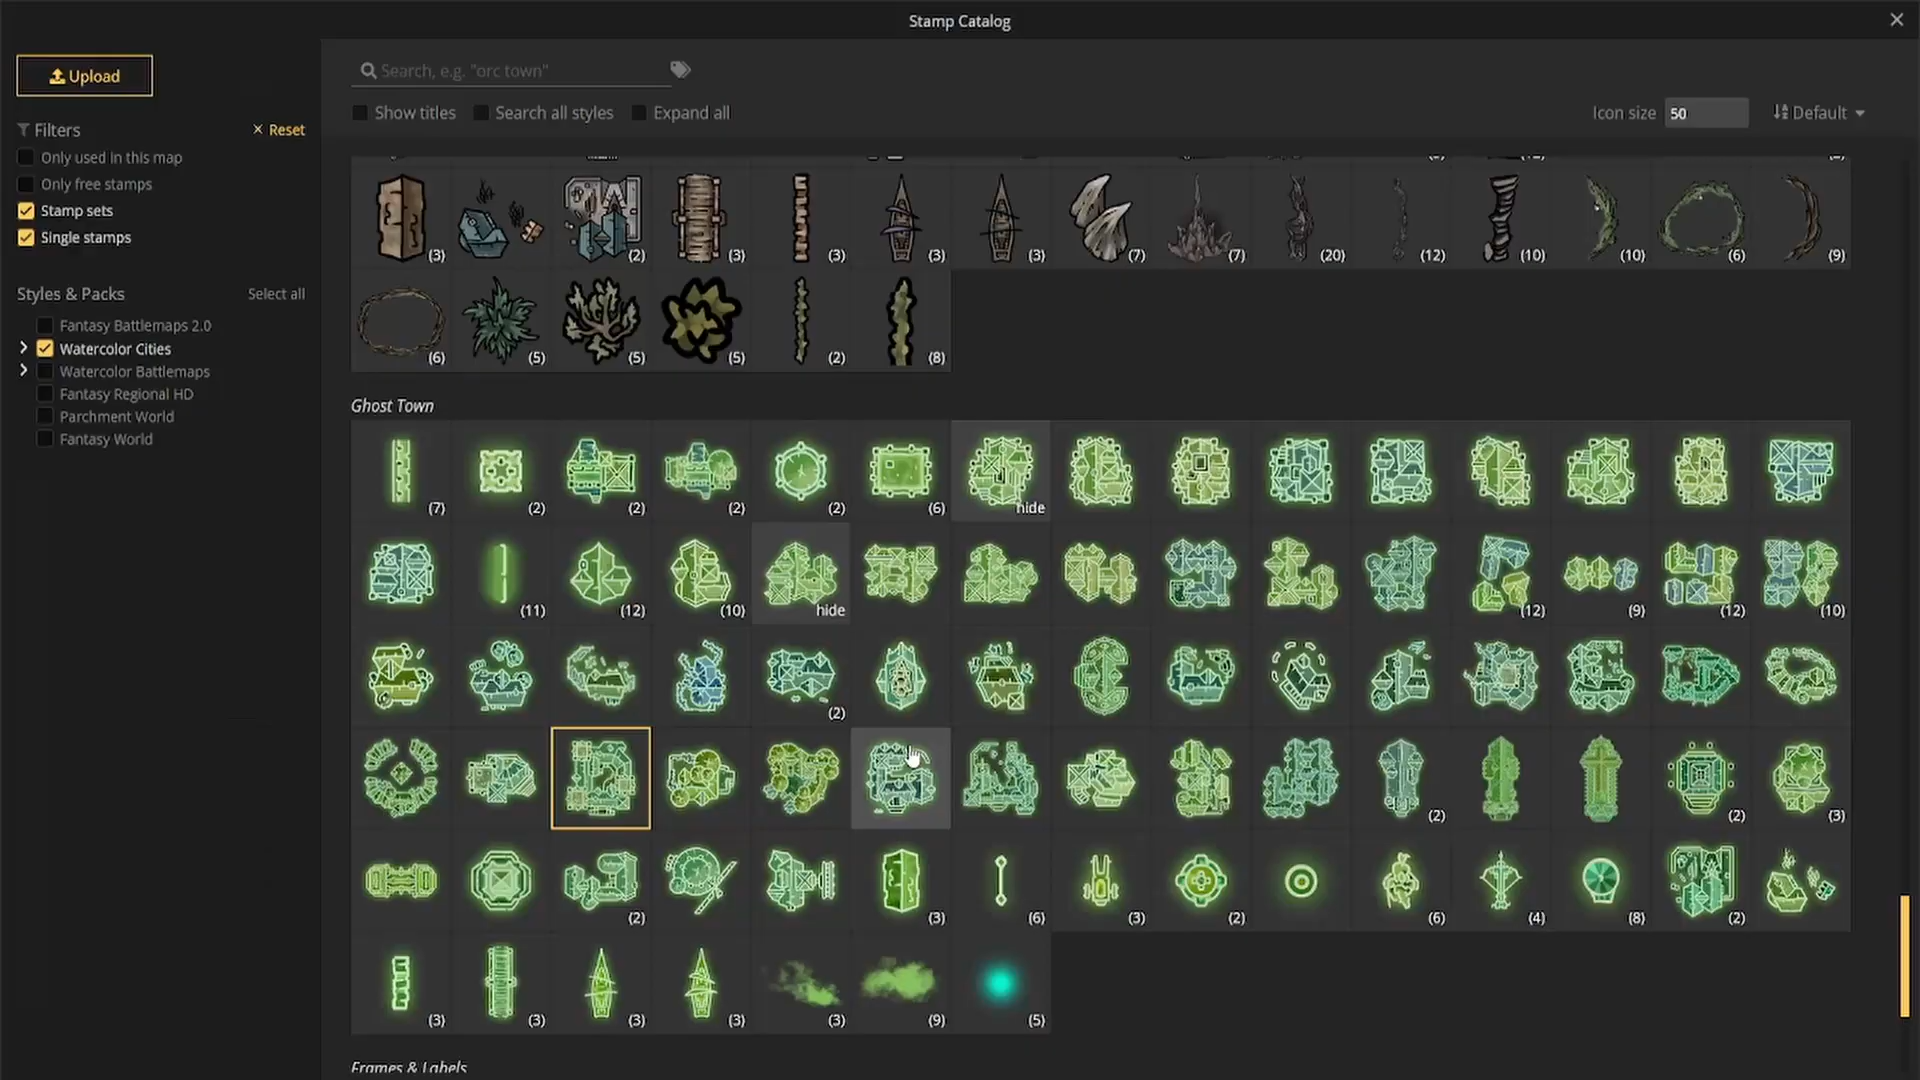 Stamp Catalog
Upload
Search, e.g. "orc town"
Show titles
Search all styles
Expand all
Icon size 50
Default
Filters
Reset
Only used in this map
Only free stamps
Stamp sets
Single stamps
Styles & Packs
Select all
Fantasy Battlemaps 2.0
Watercolor Cities
Watercolor Battlemaps
Fantasy Regional HD
Parchment World
Fantasy World
(3) (2) (3) (3) (3) (3) (7) (7) (20) (12) (10) (10) (6) (9)
(6) (5) (5) (5) (2) (8)
Ghost Town
(7) (2) (2) (2) (2) (6) hide
(11) (12) (10) hide (12) (9) (12) (10)
(2)
(2) (2) (3)
(2) (3) (6) (3) (2) (6) (4) (8) (2)
(3) (3) (3) (3) (3) (9) (5)
Frames & Labels